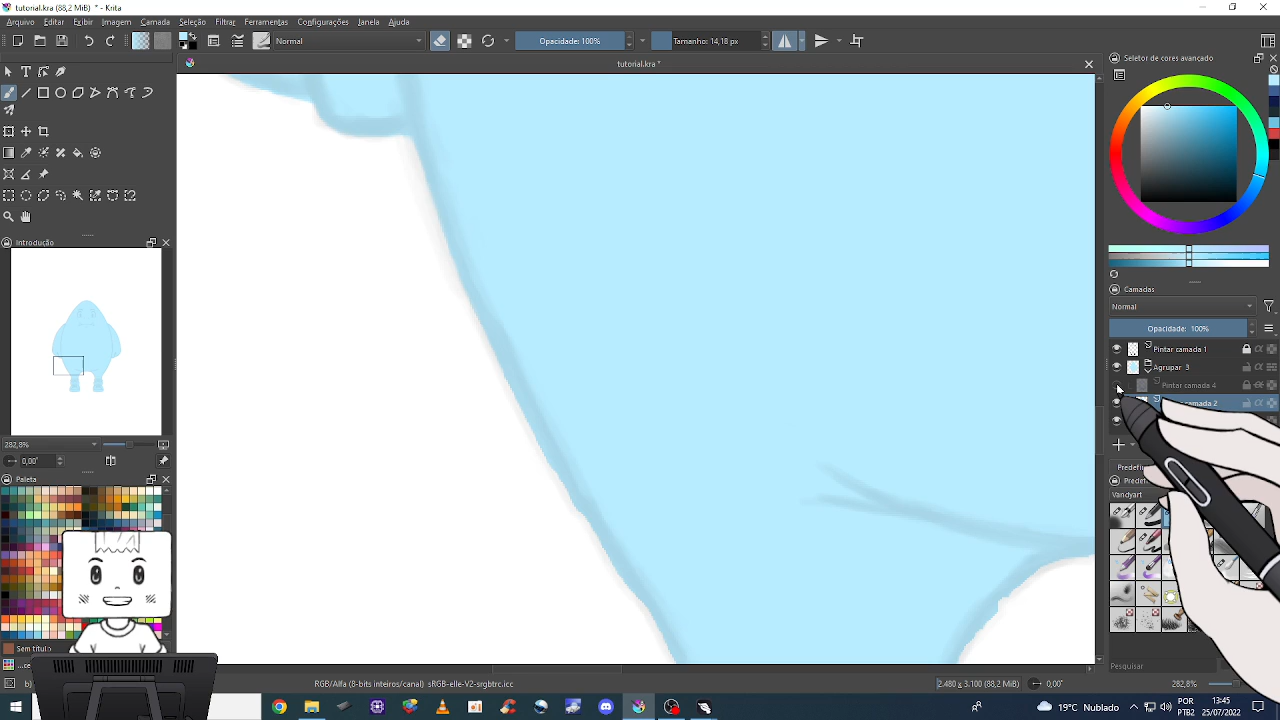 tutorial.kra (88,2 MiB) * - Krita
Arquivo Editar Exibir Imagem Camada Seleção Filtrar Ferramentas Configurações Janela Ajuda
Normal Opacidade: 100% Tamanho: 14,18 px
tutorial.kra *
Seletor de cores avançado
Introdução
Camadas
Normal
Opacidade: 100%
Pintar camada 1
Agrupar 3
Pintar camada 4
camada 2
282,8%
0,00°
Paleta
Vandyart
Sem título
Pesquisar
RGB/Alfa (8-bits inteiros/canal) sRGB-elle-V2-srgbtrc.icc
2.480 x 3.100 (88,2 MiB) 0,00° 282,8%
19°C Nublado
POR
PTB2
13:45
25/07/2022